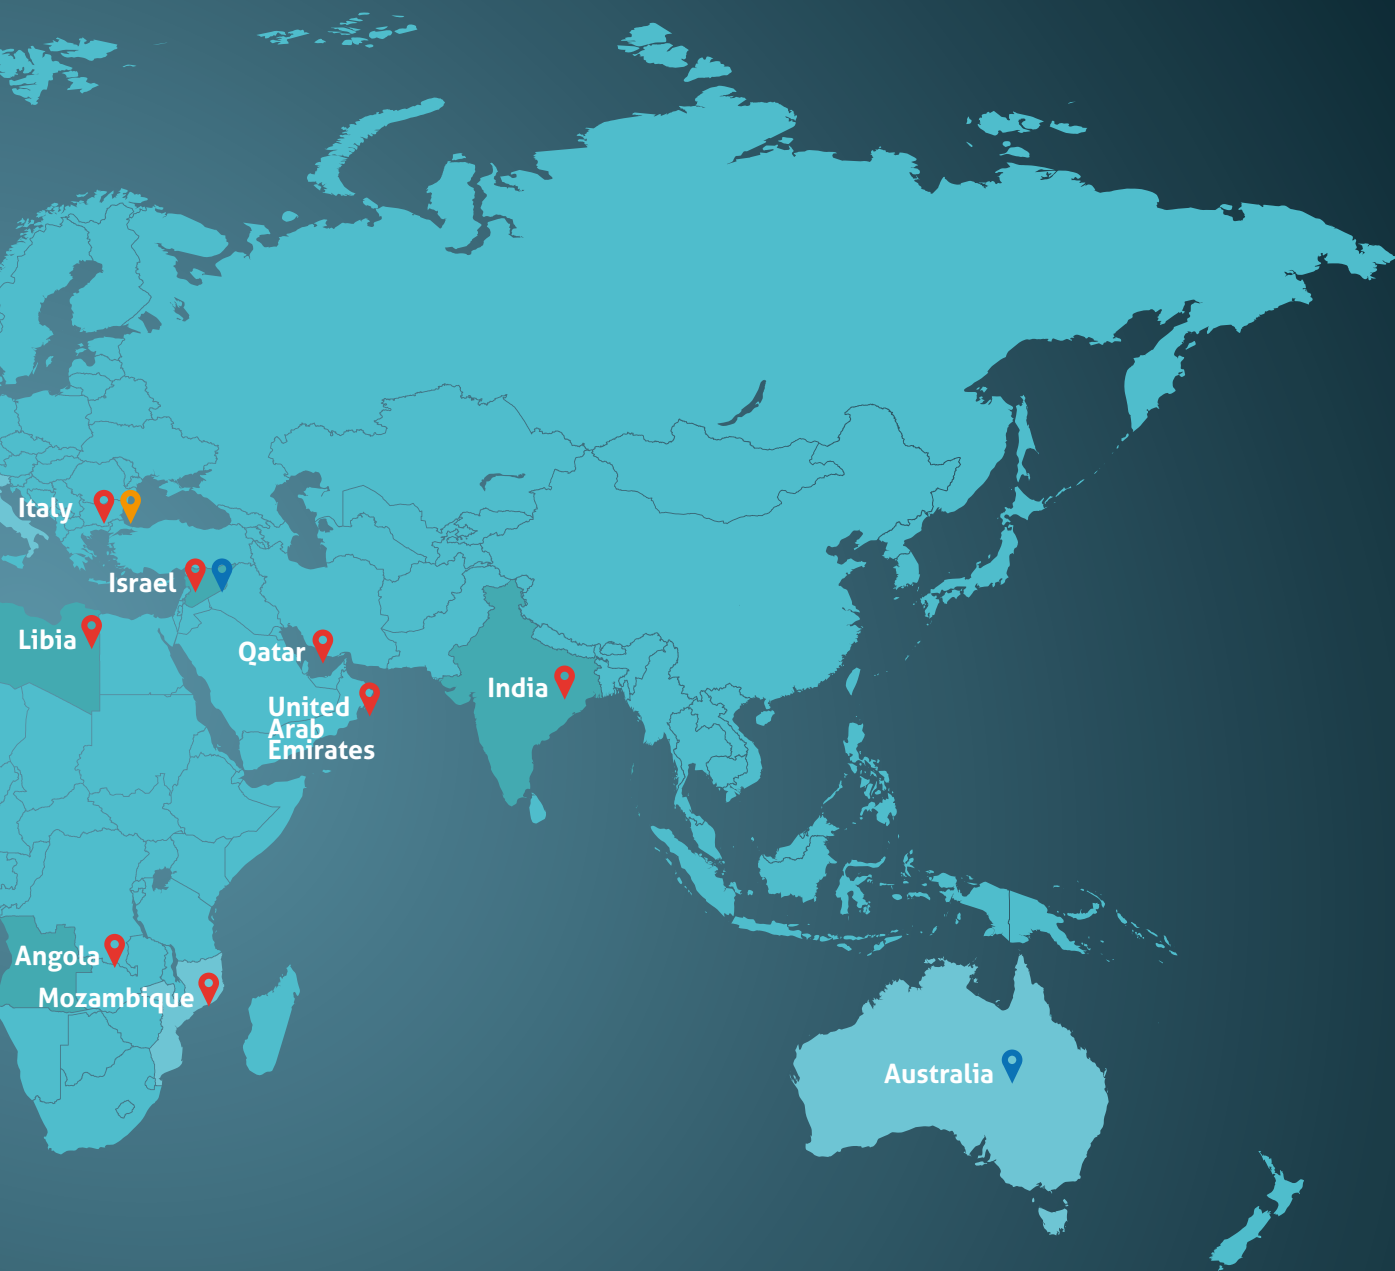 Italy
Israel
Libia
Qatar
India
United
Arab
Emirates
Angola
Mozambique
Australia